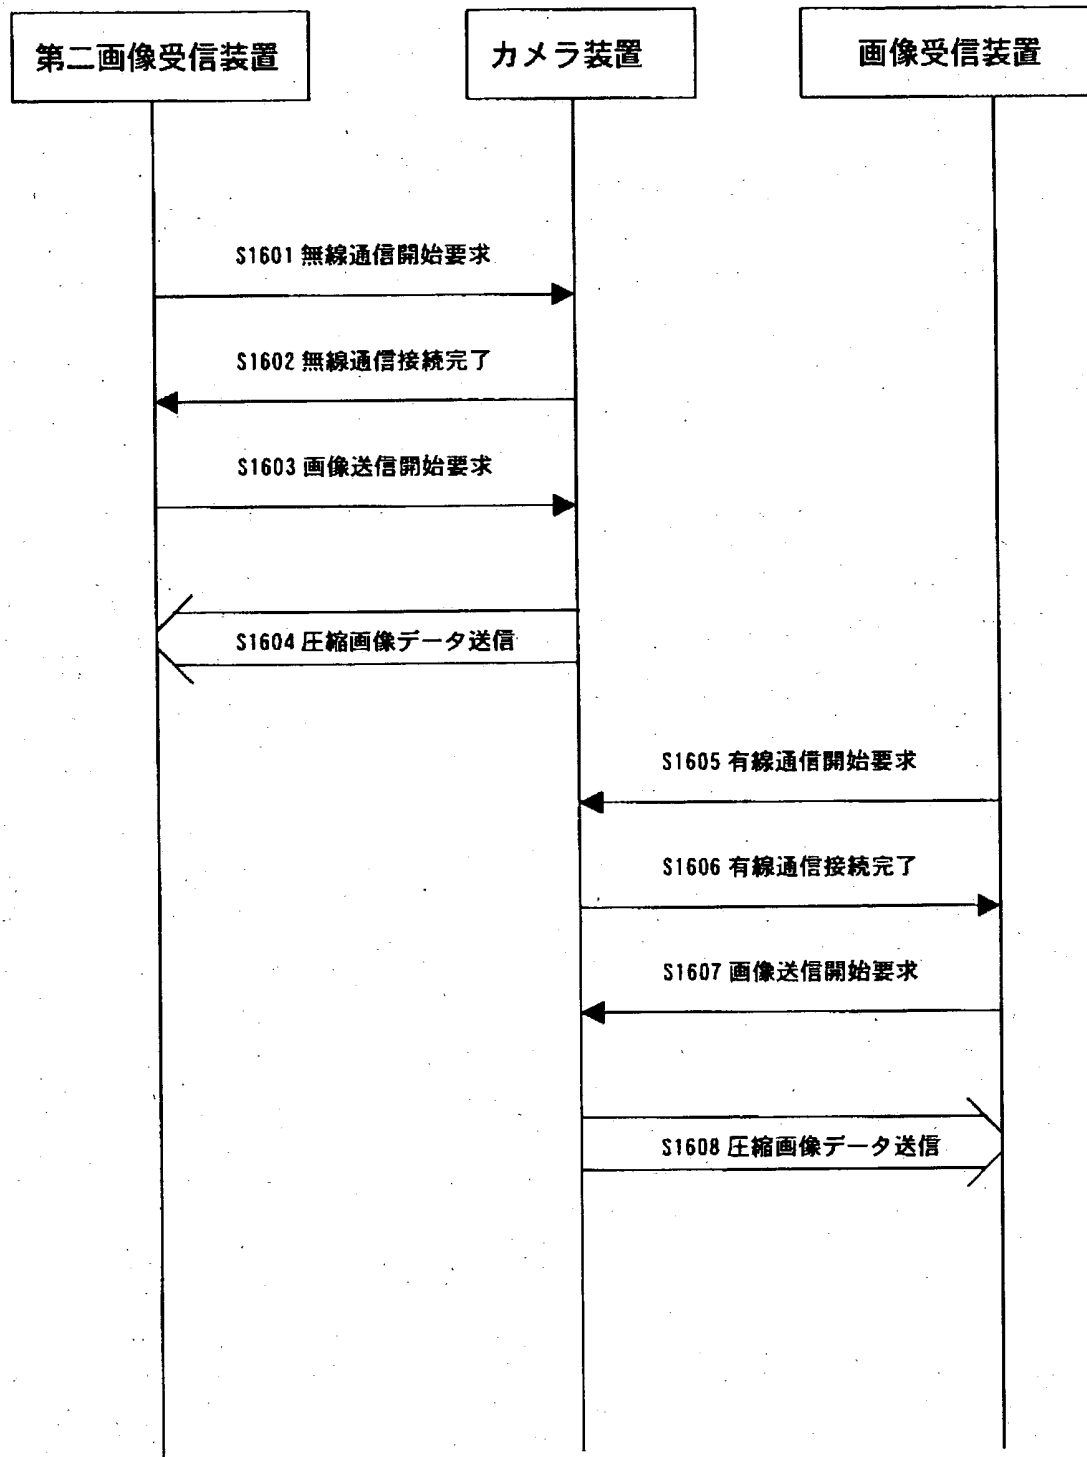 第二画像受信装置
カメラ装置
画像受信装置
S1601 無線通信開始要求
S1602 無線通信接続完了
S1603 画像送信開始要求
S1604 圧縮画像データ送信
S1605 有線通信開始要求
S1606 有線通信接続完了
S1607 画像送信開始要求
S1608 圧縮画像データ送信